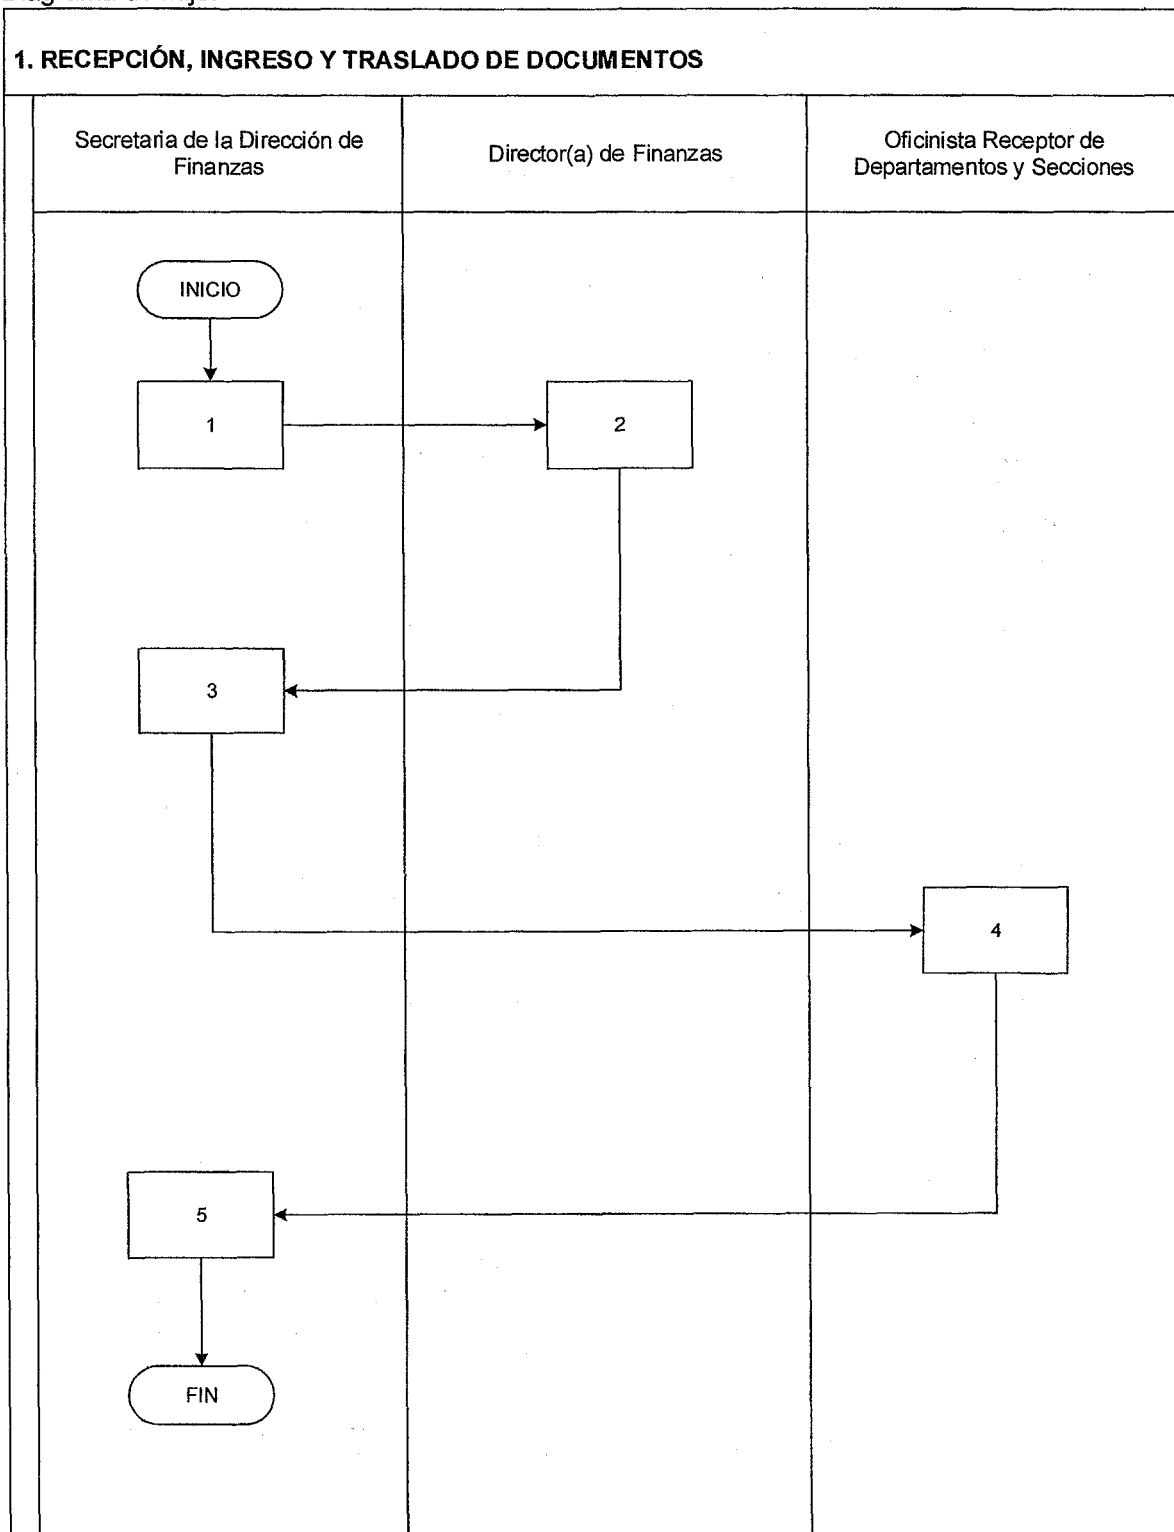 1. RECEPCIÓN, INGRESO Y TRASLADO DE DOCUMENTOS
Secretaria de la Dirección de
Finanzas
Director(a) de Finanzas
Oficinista Receptor de
Departamentos y Secciones
INICIO
1
2
3
4
5
FIN